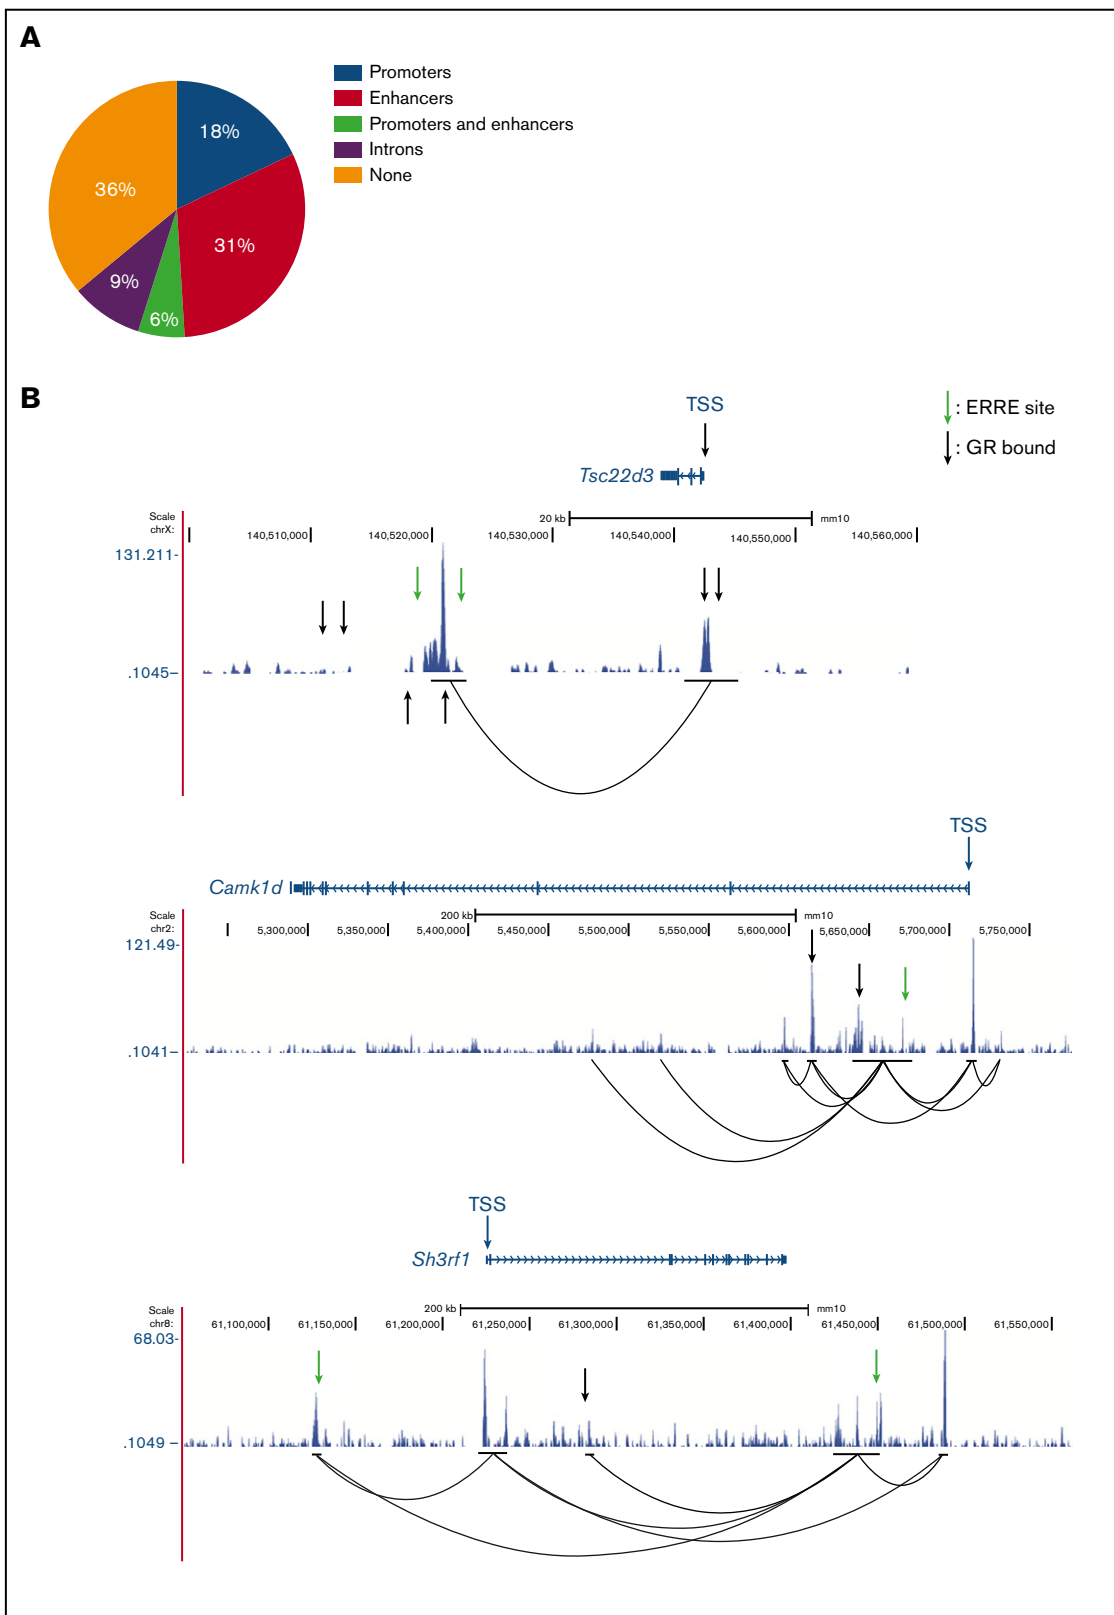 A
Promoters
Enhancers
Promoters and enhancers
Introns
None
18%
31%
6%
9%
36%
B
TSS
: ERRE site
: GR bound
Tsc22d3
Scale
20 kb
mm10
chrX:
140,510,000
140,520,000
140,530,000
140,540,000
140,550,000
140,560,000
131.211-
.1045–
TSS
Camk1d
Scale
200 kb
mm10
chr2:
5,300,000
5,350,000
5,400,000
5,450,000
5,500,000
5,550,000
5,600,000
5,650,000
5,700,000
5,750,000
121.49-
.1041–
TSS
Sh3rf1
Scale
200 kb
mm10
chr8:
61,100,000
61,150,000
61,200,000
61,250,000
61,300,000
61,350,000
61,400,000
61,450,000
61,500,000
61,550,000
68.03-
.1049 –